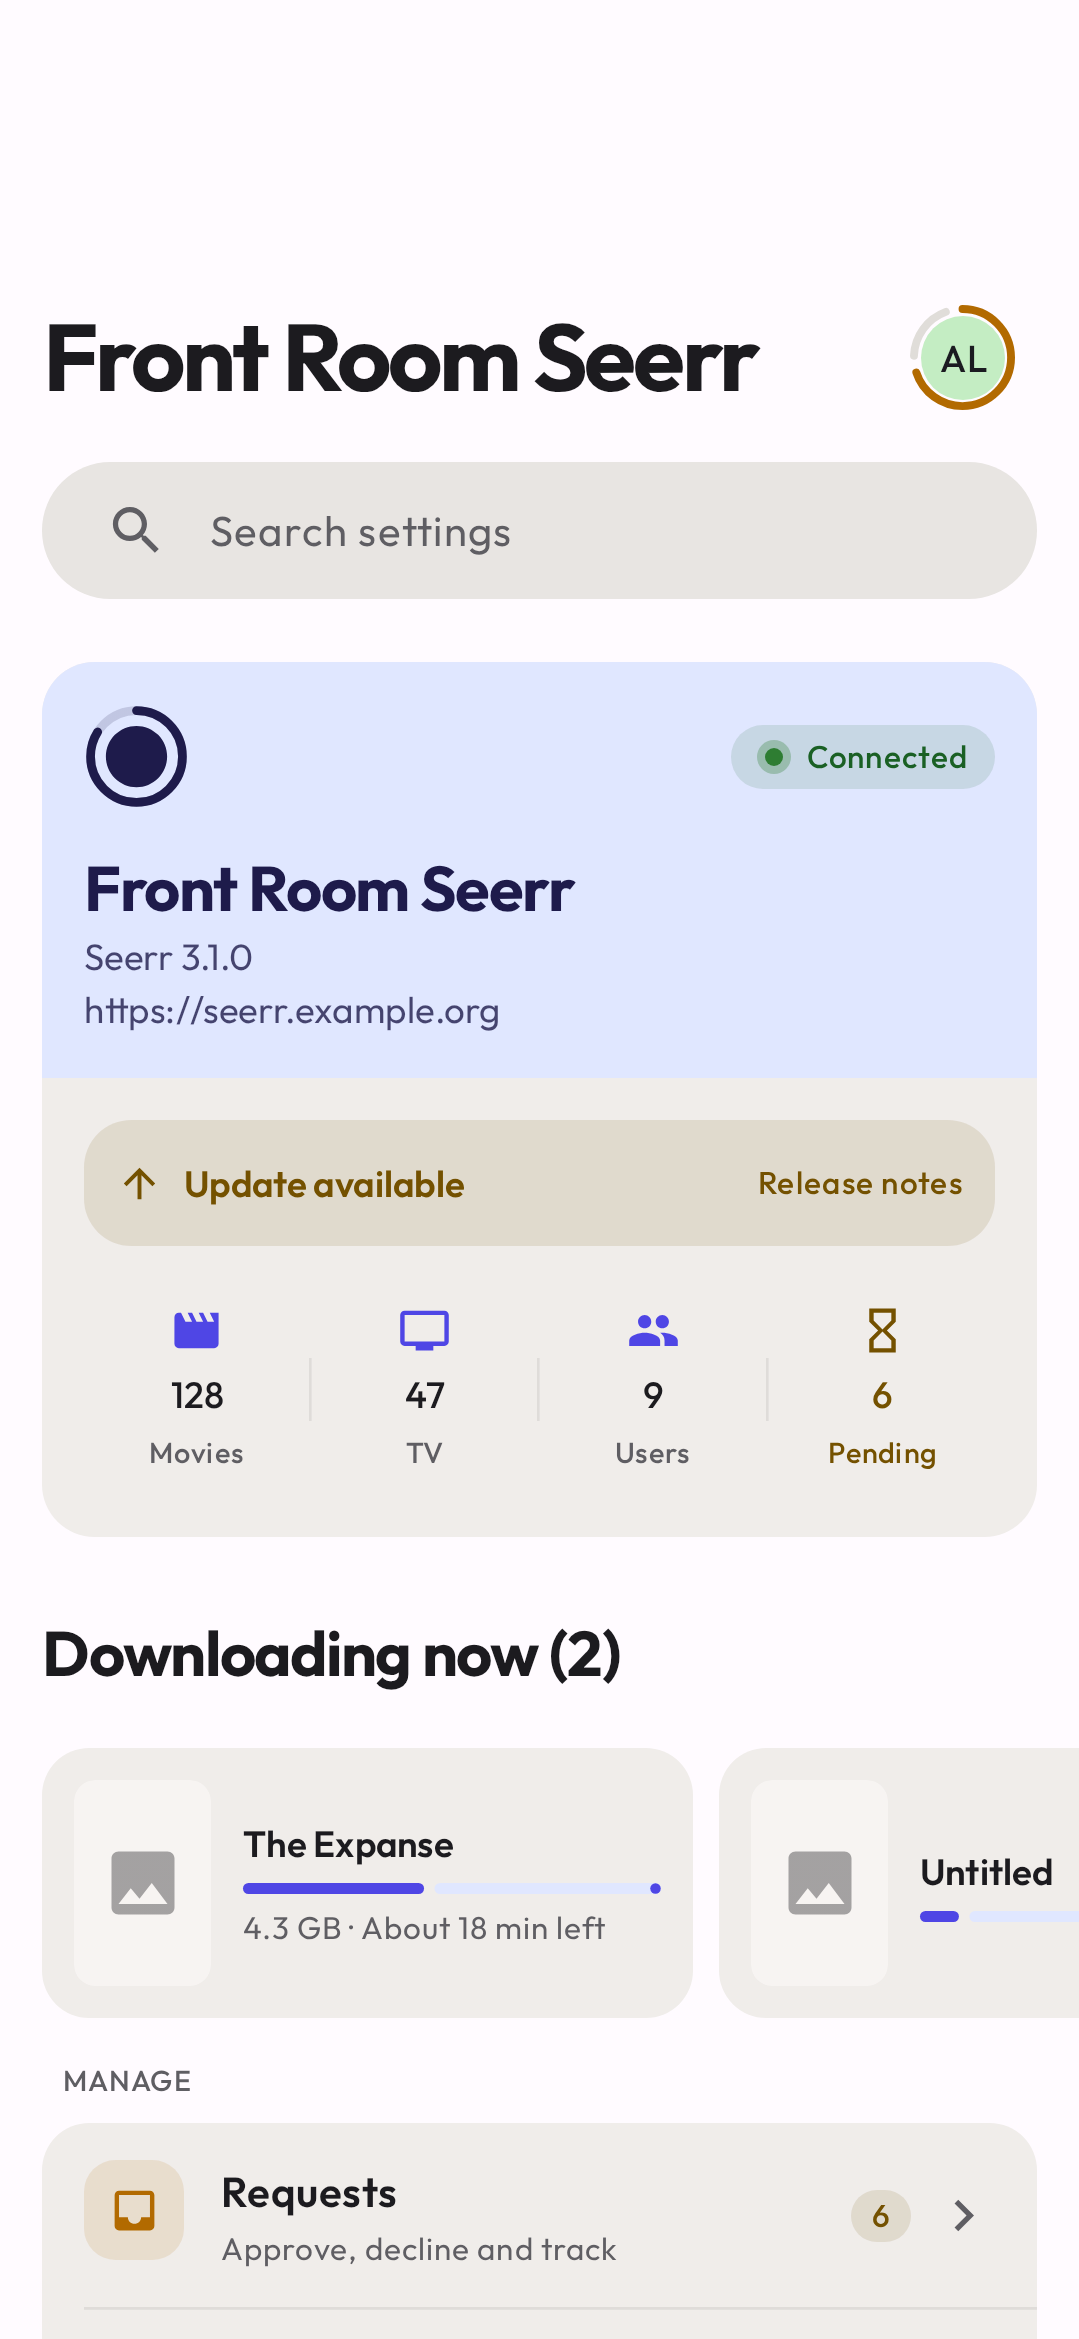 Front Room Seerr
AL
Search settings
Connected
Front Room Seerr
Seerr 3.1.0
https://seerr.example.org
Update available
Release notes
128
47
9
6
Movies
TV
Users
Pending
Downloading now (2)
The Expanse
4.3 GB · About 18 min left
Untitled
MANAGE
Requests
Approve, decline and track
6